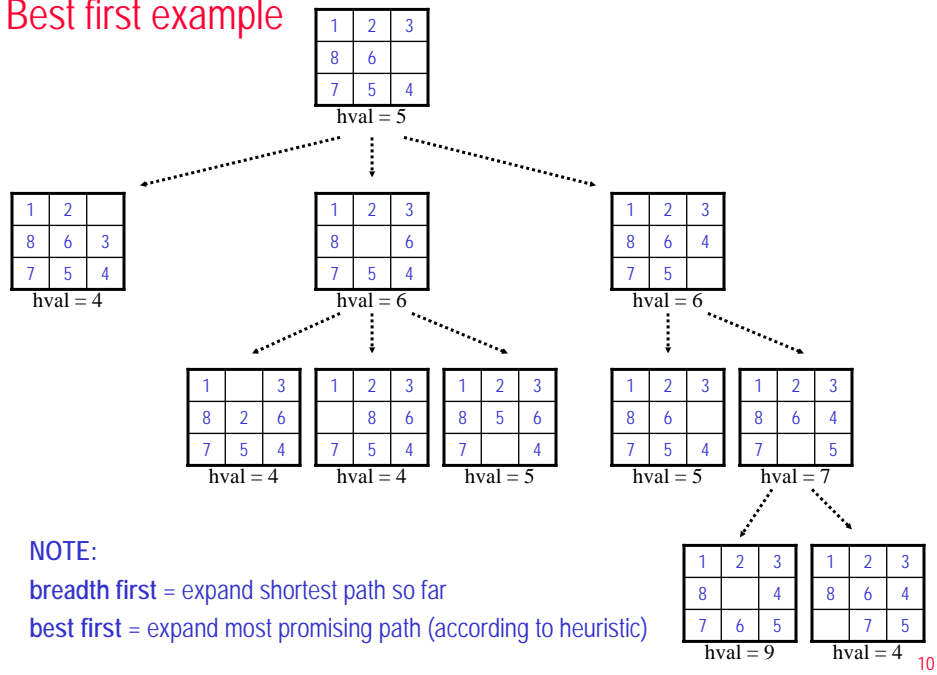 Best first example
1 2 3
8 6
7 5 4
hval = 5
1 2
8 6 3
7 5 4
hval = 4
1 2 3
8 6
7 5 4
hval = 6
1 2 3
8 6 4
7 5
hval = 6
1 3
8 2 6
7 5 4
hval = 4
1 2 3
8 6
7 5 4
hval = 4
1 2 3
8 5 6
7 4
hval = 5
1 2 3
8 6
7 5 4
hval = 5
1 2 3
8 6 4
7 5
hval = 7
1 2 3
8 4
7 6 5
hval = 9
1 2 3
8 6 4
7 5
hval = 4
NOTE:
breadth first = expand shortest path so far
best first = expand most promising path (according to heuristic)
10